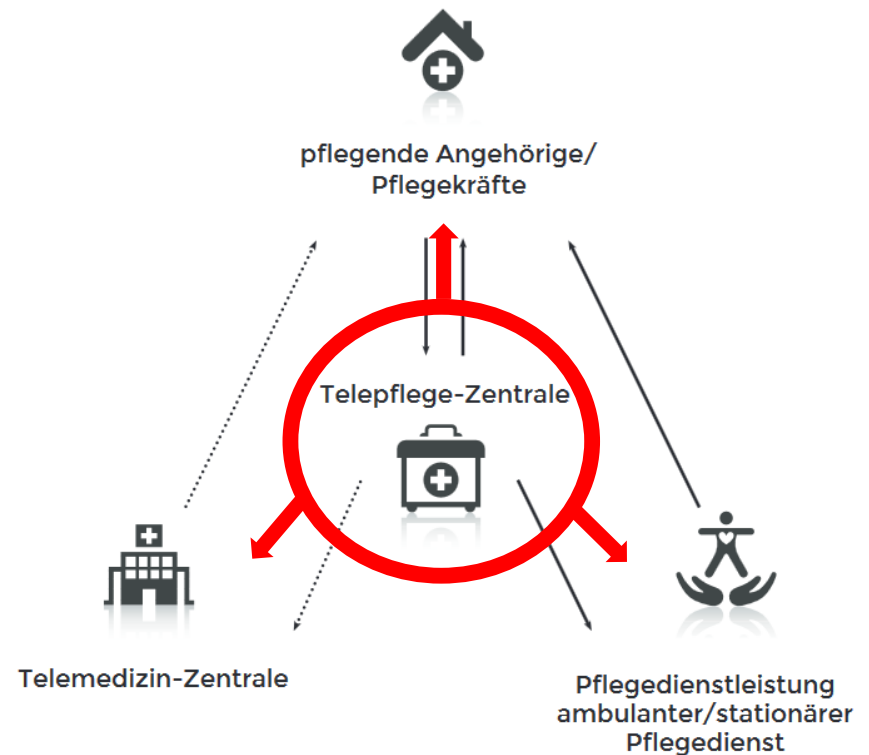 pflegende Angehörige/
Pflegekräfte
Telepflege-Zentrale
Telemedizin-Zentrale
Pflegedienstleistung
ambulanter/stationärer
Pflegedienst